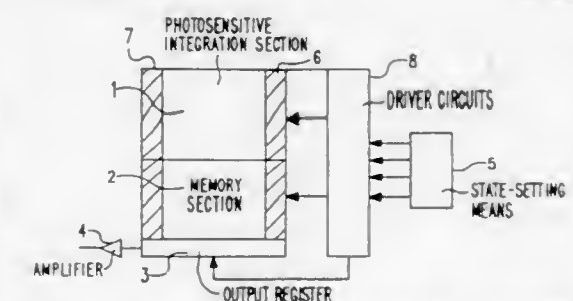 PHOTOSENSITIVE
INTEGRATION SECTION
7
6
8
1
DRIVER CIRCUITS
2
MEMORY
SECTION
5
STATE-SETTING
MEANS
4
AMPLIFIER
3
OUTPUT REGISTER